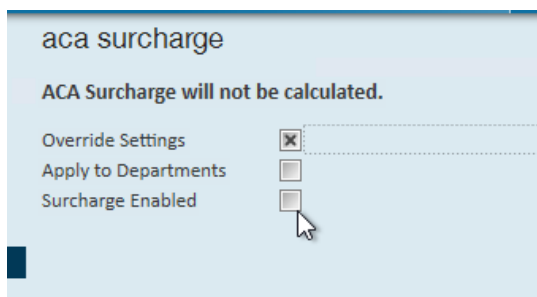 aca surcharge
ACA Surcharge will not be calculated.
Override Settings
Apply to Departments
Surcharge Enabled